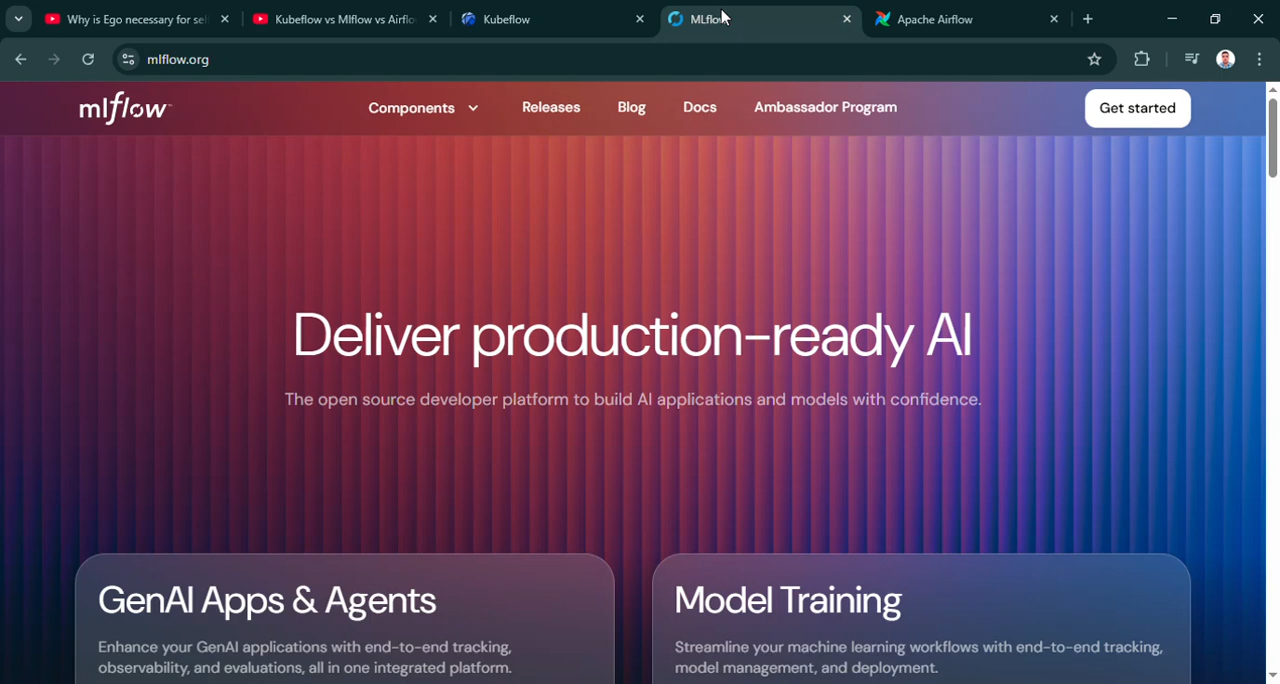 Why is Ego necessary for sel
Kubeflow vs Mlflow vs Airflo
Kubeflow
MLflow
Apache Airflow
mlflow.org
mlflow™
Components
Releases
Blog
Docs
Ambassador Program
Get started
Deliver production-ready AI
The open source developer platform to build AI applications and models with confidence.
GenAI Apps & Agents
Enhance your GenAI applications with end-to-end tracking,
observability, and evaluations, all in one integrated platform.
Model Training
Streamline your machine learning workflows with end-to-end tracking,
model management, and deployment.